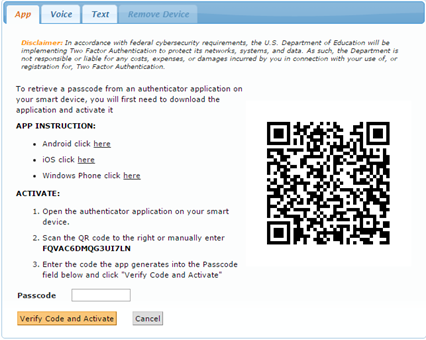 App Voice Text Remove Device
Disclaimer: In accordance with federal cybersecurity requirements, the U.S. Department of Education will be
implementing Two Factor Authentication to protect its networks, systems, and data. As such, the Department is
not responsible or liable for any costs, expenses, or damages incurred by you in connection with your use of, or
registration for, Two Factor Authentication.
To retrieve a passcode from an authenticator application on
your smart device, you will first need to download the
application and activate it
APP INSTRUCTION:
• Android click here
• iOS click here
• Windows Phone click here
ACTIVATE:
1. Open the authenticator application on your smart
device.
2. Scan the QR code to the right or manually enter
FQVAC6DMQG3UI7LN
3. Enter the code the app generates into the Passcode
field below and click "Verify Code and Activate"
Passcode
Verify Code and Activate Cancel